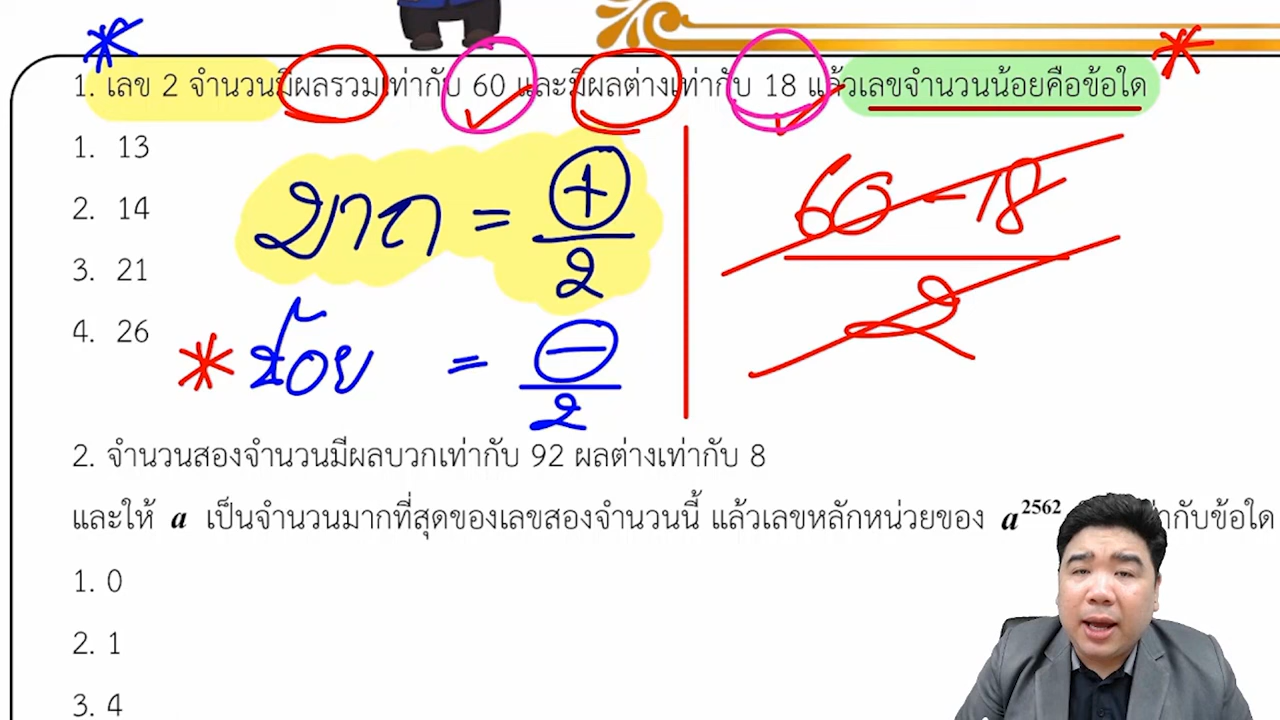 1. เลข 2 จำนวนมีผลรวมเท่ากับ 60 และมีผลต่างเท่ากับ 18 แล้วเลขจำนวนน้อยคือข้อใด
1. 13
2. 14
3. 21
4. 26
มาก = + / 2
น้อย = - / 2
60 - 18
2
2. จำนวนสองจำนวนมีผลบวกเท่ากับ 92 ผลต่างเท่ากับ 8
และให้ a เป็นจำนวนมากที่สุดของเลขสองจำนวนนี้ แล้วเลขหลักหน่วยของ a²⁵⁶² กับข้อใด
1. 0
2. 1
3. 4